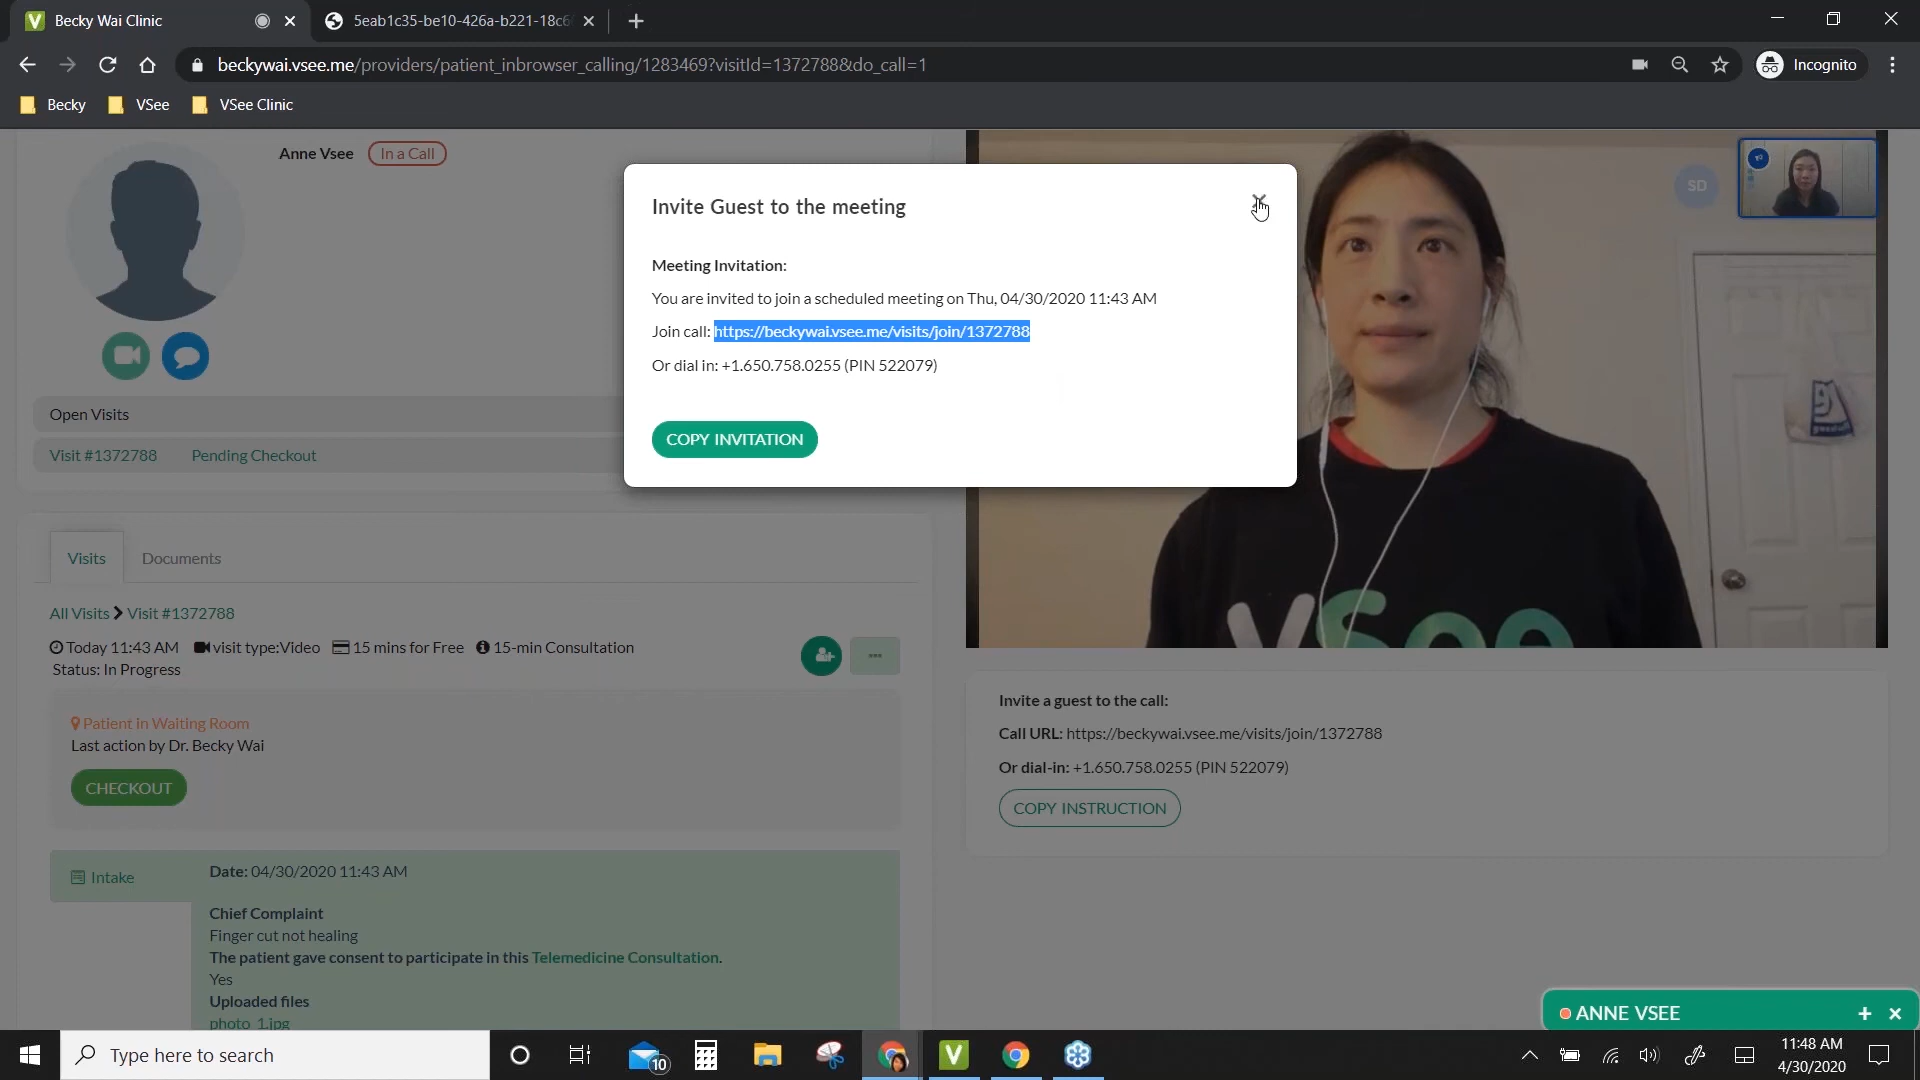 Becky Wai Clinic
5eab1c35-be10-426a-b221-18c6
beckywai.vsee.me/providers/patient_inbrowser_calling/1283469?visitId=1372788&do_call=1
Incognito
Becky
VSee
VSee Clinic
Anne Vsee
In a Call
Open Visits
Visit #1372788
Pending Checkout
Invite Guest to the meeting
Meeting Invitation:
You are invited to join a scheduled meeting on Thu, 04/30/2020 11:43 AM
Join call: https://beckywai.vsee.me/visits/join/1372788
Or dial in: +1.650.758.0255 (PIN 522079)
COPY INVITATION
SD
vsee
Visits
Documents
All Visits > Visit #1372788
Today 11:43 AM visit type:Video 15 mins for Free 15-min Consultation
Status: In Progress
Patient in Waiting Room
Last action by Dr. Becky Wai
CHECKOUT
Intake
Date: 04/30/2020 11:43 AM
Chief Complaint
Finger cut not healing
The patient gave consent to participate in this Telemedicine Consultation.
Yes
Uploaded files
photo_1.jpg
Invite a guest to the call:
Call URL: https://beckywai.vsee.me/visits/join/1372788
Or dial-in: +1.650.758.0255 (PIN 522079)
COPY INSTRUCTION
ANNE VSEE
Type here to search
10
11:48 AM
4/30/2020